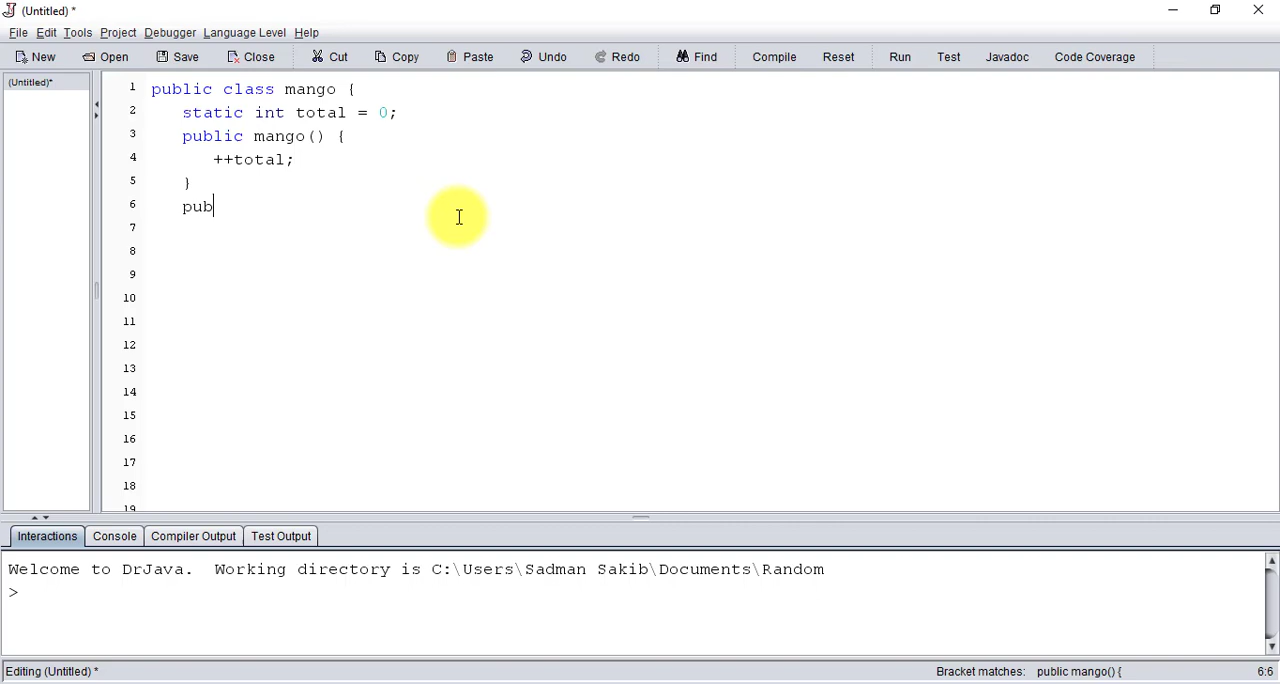 (Untitled) *
File Edit Tools Project Debugger Language Level Help
New Open Save Close Cut Copy Paste Undo Redo Find Compile Reset Run Test Javadoc Code Coverage
(Untitled)*
1 public class mango {
2 static int total = 0;
3 public mango() {
4 ++total;
5 }
6 pub
7
8
9
10
11
12
13
14
15
16
17
18
19
Interactions Console Compiler Output Test Output
Welcome to DrJava. Working directory is C:\Users\Sadman Sakib\Documents\Random
>
Editing (Untitled) * Bracket matches: public mango() { 6:6